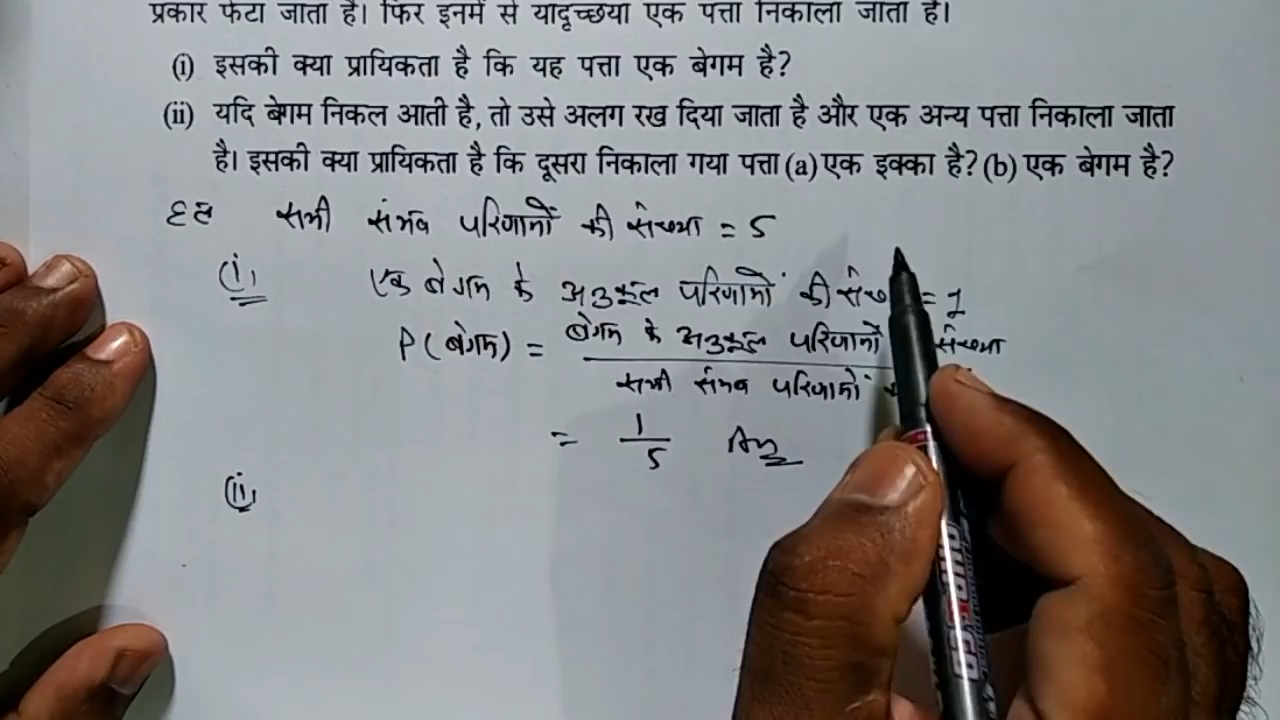 प्रकार फेंटा जाता है। फिर इनमें से यादृच्छया एक पत्ता निकाला जाता है।
(i) इसकी क्या प्रायिकता है कि यह पत्ता एक बेगम है?
(ii) यदि बेगम निकल आती है, तो उसे अलग रख दिया जाता है और एक अन्य पत्ता निकाला जाता
है। इसकी क्या प्रायिकता है कि दूसरा निकाला गया पत्ता (a) एक इक्का है? (b) एक बेगम है?
हल सभी संभव परिणामों की संख्या = 5
(i) एक बेगम के अनुकूल परिणामों की = 1
P(बेगम) = बेगम के अनुकूल परिणामों संख्या
सभी संभव परिणामों
= 1/5 Ans
(ii)